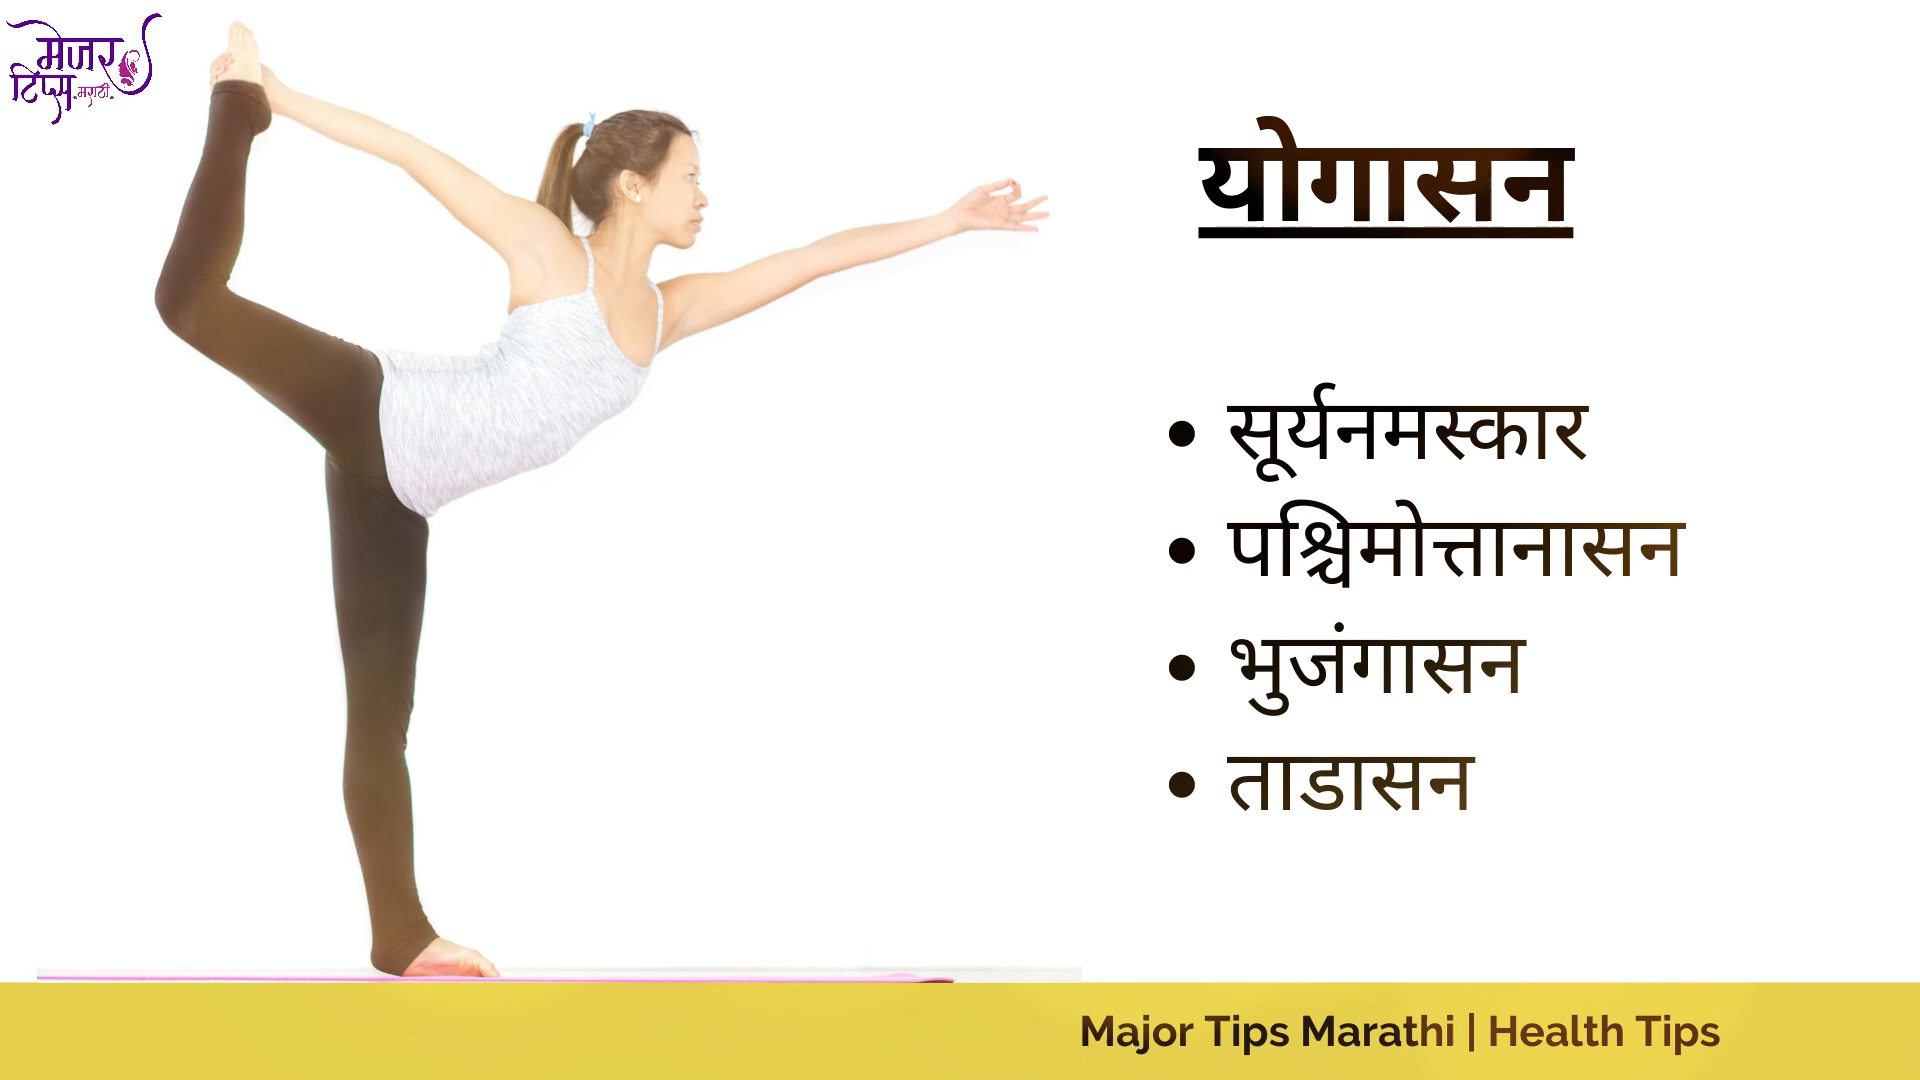 मेजर
टिप्स
.मराठी.
योगासन
• सूर्यनमस्कार
• पश्चिमोत्तानासन
• भुजंगासन
• ताडासन
Major Tips Marathi | Health Tips